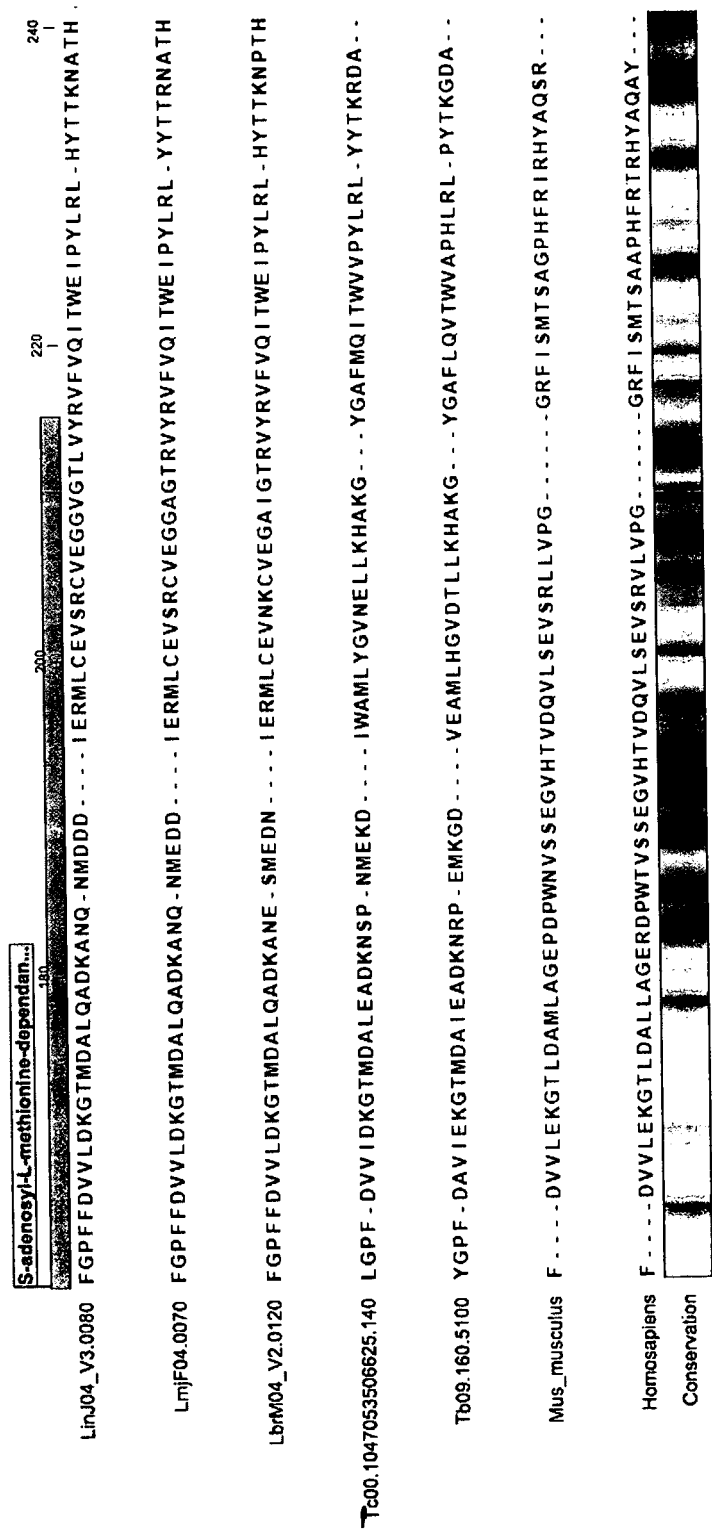 S-adenosyl-L-methionine-dependan...
180
200
220
240
LinJ04_V3.0080 FGPFFDVVLDKGTMDALQADKANQ-NMDDD----IERMLCEVSRCVEGGVGTLVYRVFVQITWEIPYLRL-HYTTKNATH
LmjF04.0070 FGPFFDVVLDKGTMDALQADKANQ-NMEDD----IERMLCEVSRCVEGGAGTRVYRVFVQITWEIPYLRL-YYTTRNATH
LbrM04_V2.0120 FGPFFDVVLDKGTMDALQADKANE-SMEDN----IERMLCEVNKCVEGAIGTRVYRVFVQITWEIPYLRL-HYTTKNPTH
Tc00.1047053506625.140 LGPF-DVVIDKGTMDALEADKNSP-NMEKD----IWAMLYGVNELLKHAKG---YGAFMQITWVVPYLRL-YYTKRDA--
Tb09.160.5100 YGPF-DAVIEKGTMDAIEADKNRP-EMKGD----VEAMLHGVDTLLKHAKG---YGAFLQVTWVAPHLRL-PYTKGDA--
Mus_musculus F----DVVLEKGTLDAMLAGEPDPWNVSSEGVHTVDQVLSEVSRLLVPG------GRFISMTSAGPHFRIRHYAQSR---
Homosapiens F----DVVLEKGTLDALLAGERDPWTVSSEGVHTVDQVLSEVSRVLVPG------GRFISMTSAAPHFRTRHYAQAY---
Conservation